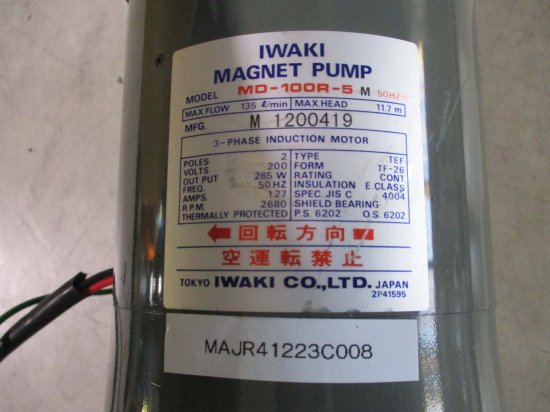 IWAKI
MAGNET PUMP
MODEL MD-100R-5 M 50HZ
MAX.FLOW 135 ℓ/min MAX.HEAD 11.7 m
MFG. M 1200419
3-PHASE INDUCTION MOTOR
POLES 2 TYPE TEF
VOLTS 200 FORM TF-26
OUT PUT 265 W RATING CONT
FREQ. 50 HZ INSULATION E.CLASS
AMPS. 1.27 SPEC. JIS C 4004
R.P.M. 2680 SHIELD BEARING
THERMALLY PROTECTED P.S. 6202 O.S. 6202
回転方向
空運転禁止
TOKYO IWAKI CO.,LTD. JAPAN
2P41595
MAJR41223C008